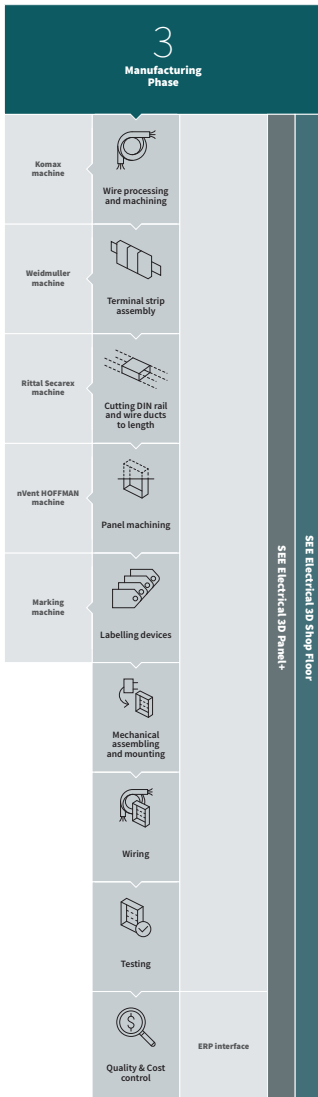 3
Manufacturing
Phase
Komax
machine
Wire processing
and machining
Weidmuller
machine
Terminal strip
assembly
Rittal Secarex
machine
Cutting DIN rail
and wire ducts
to length
nVent HOFFMAN
machine
Panel machining
Marking
machine
Labelling devices
Mechanical
assembling
and mounting
Wiring
Testing
$
Quality & Cost
control
ERP interface
SEE Electrical 3D Panel+
SEE Electrical 3D Shop Floor